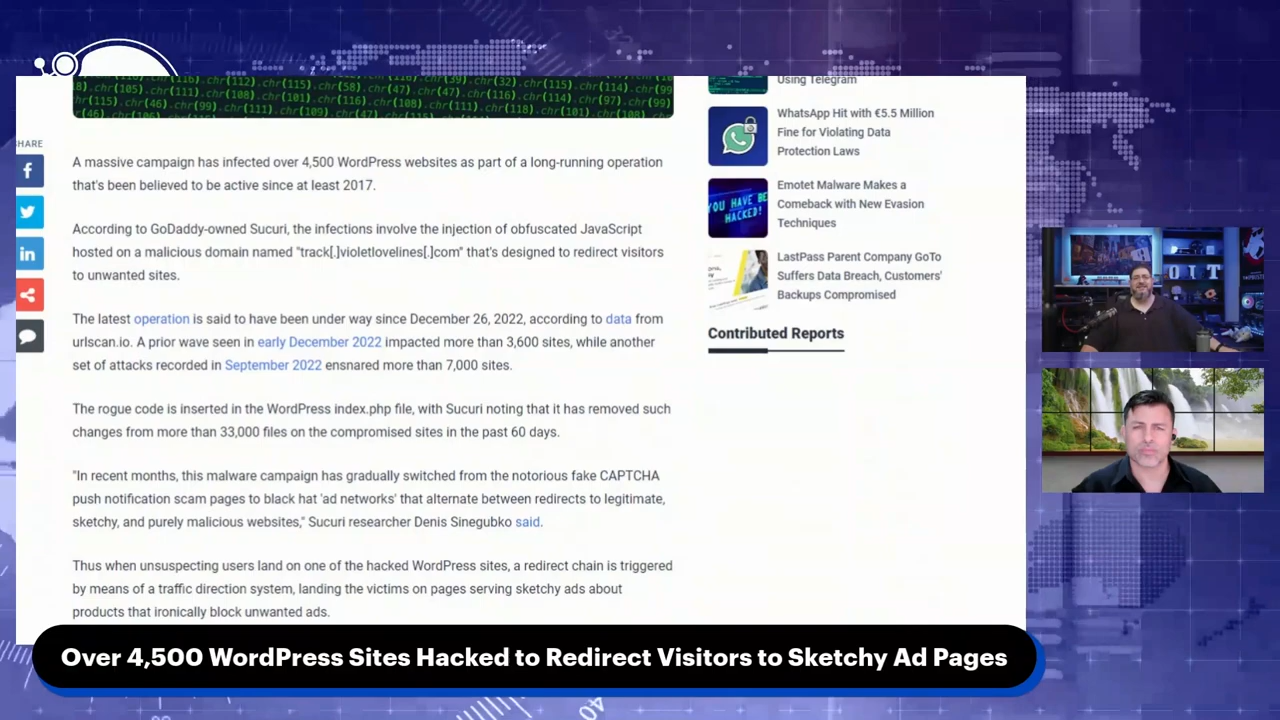 SHARE
A massive campaign has infected over 4,500 WordPress websites as part of a long-running operation
that's been believed to be active since at least 2017.
According to GoDaddy-owned Sucuri, the infections involve the injection of obfuscated JavaScript
hosted on a malicious domain named "track[.]violetlovelines[.]com" that's designed to redirect visitors
to unwanted sites.
The latest operation is said to have been under way since December 26, 2022, according to data from
urlscan.io. A prior wave seen in early December 2022 impacted more than 3,600 sites, while another
set of attacks recorded in September 2022 ensnared more than 7,000 sites.
The rogue code is inserted in the WordPress index.php file, with Sucuri noting that it has removed such
changes from more than 33,000 files on the compromised sites in the past 60 days.
"In recent months, this malware campaign has gradually switched from the notorious fake CAPTCHA
push notification scam pages to black hat 'ad networks' that alternate between redirects to legitimate,
sketchy, and purely malicious websites," Sucuri researcher Denis Sinegubko said.
Thus when unsuspecting users land on one of the hacked WordPress sites, a redirect chain is triggered
by means of a traffic direction system, landing the victims on pages serving sketchy ads about
products that ironically block unwanted ads.
Using Telegram
WhatsApp Hit with €5.5 Million
Fine for Violating Data
Protection Laws
YOU HAVE BE
HACKED!
Emotet Malware Makes a
Comeback with New Evasion
Techniques
LastPass Parent Company GoTo
Suffers Data Breach, Customers'
Backups Compromised
Contributed Reports
OIT
Over 4,500 WordPress Sites Hacked to Redirect Visitors to Sketchy Ad Pages